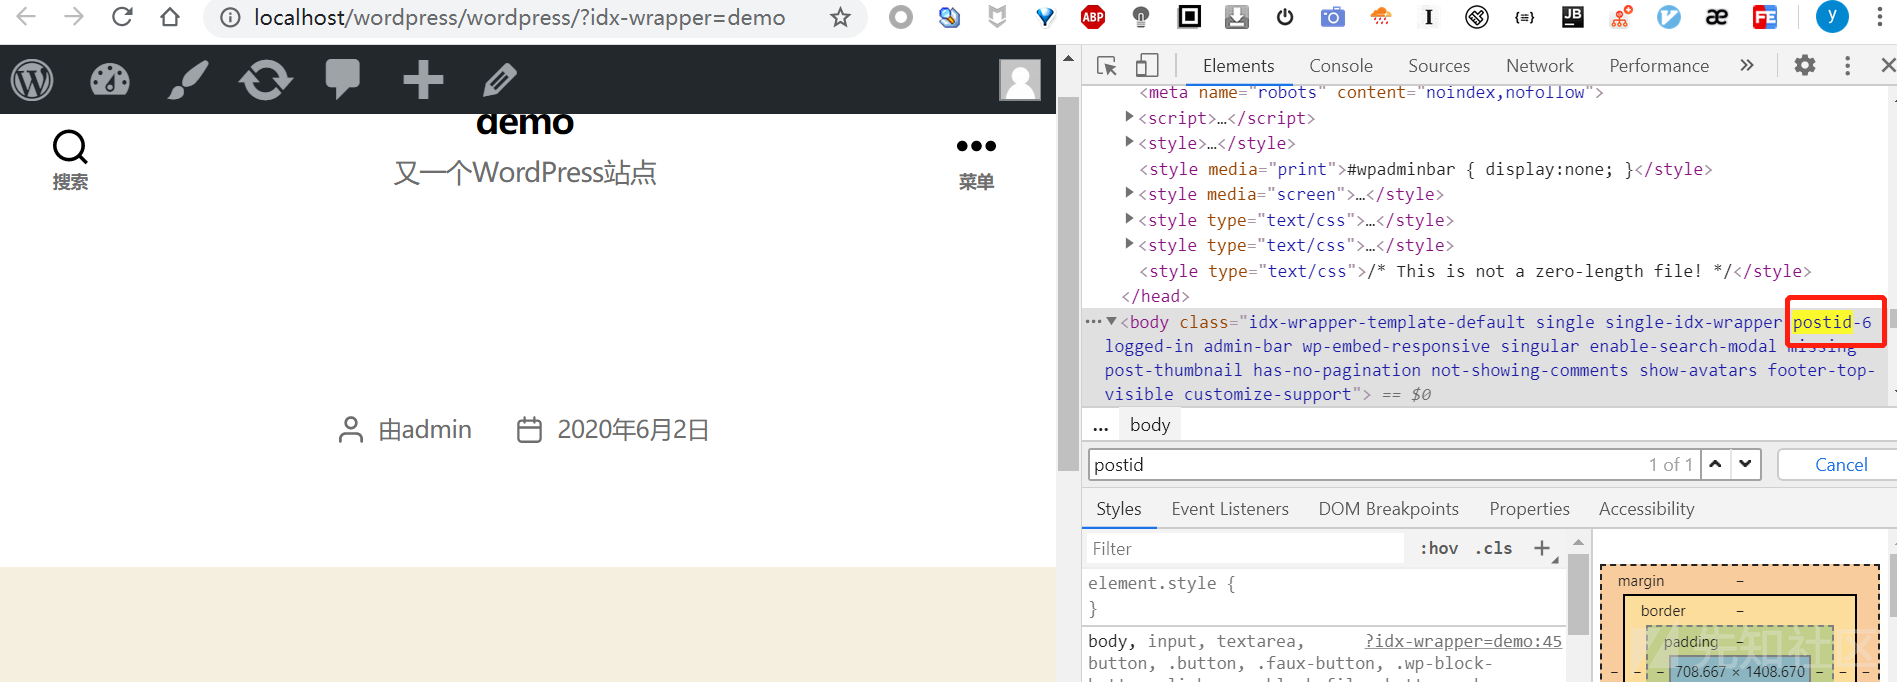 localhost/wordpress/wordpress/?idx-wrapper=demo
ABP
I
{≡}
JB
æ
FE
y
demo
又一个WordPress站点
搜索
菜单
由admin
2020年6月2日
Elements Console Sources Network Performance »
<meta name="robots" content="noindex,nofollow">
<script>…</script>
<style>…</style>
<style media="print">#wpadminbar { display:none; }</style>
<style media="screen">…</style>
<style type="text/css">…</style>
<style type="text/css">…</style>
<style type="text/css">/* This is not a zero-length file! */</style>
</head>
<body class="idx-wrapper-template-default single single-idx-wrapper postid-6
logged-in admin-bar wp-embed-responsive singular enable-search-modal missing-
post-thumbnail has-no-pagination not-showing-comments show-avatars footer-top-
visible customize-support"> == $0
... body
postid 1 of 1 Cancel
Styles Event Listeners DOM Breakpoints Properties Accessibility
Filter :hov .cls +
element.style {
}
body, input, textarea, ?idx-wrapper=demo:45
button, .button, .faux-button, .wp-block-
margin –
border –
padding –
708.667 × 1408.670
先知社区